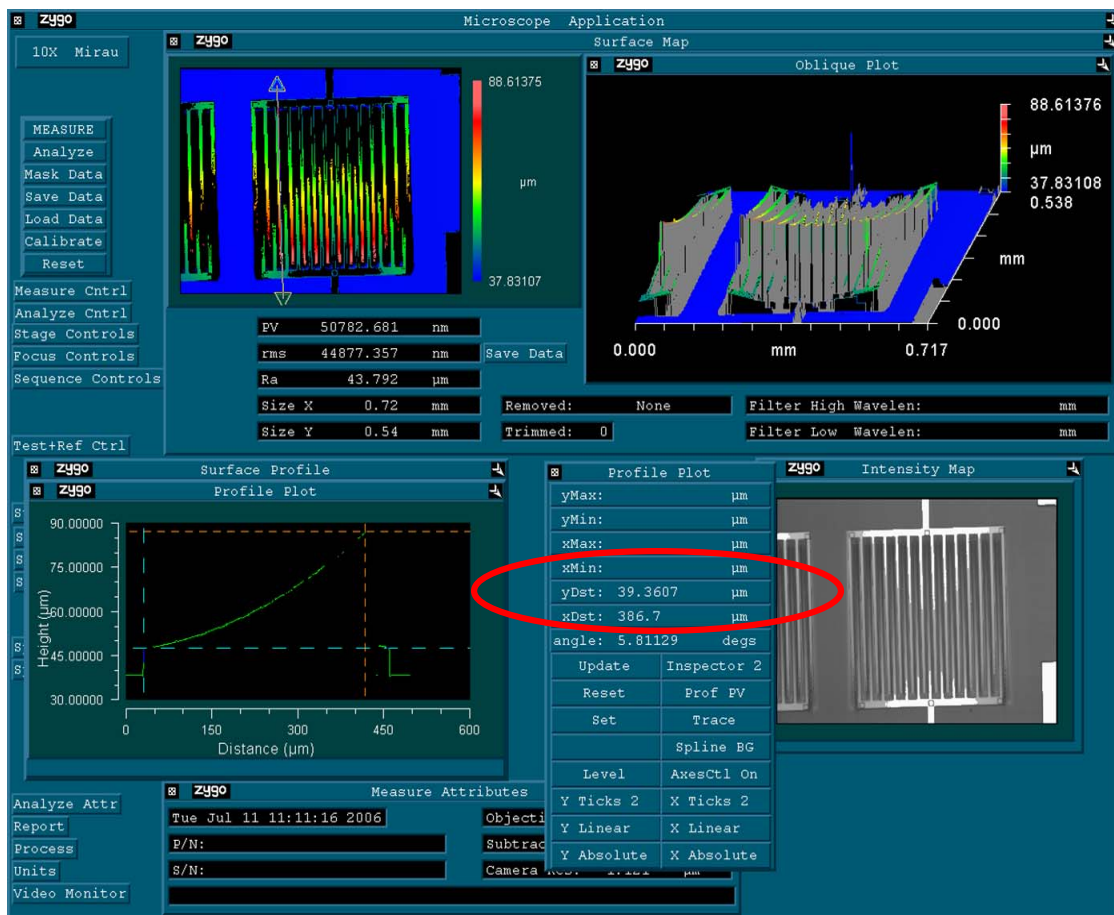 zygo Microscope Application
10X Mirau
zygo Surface Map
88.61375
µm
37.83107
zygo Oblique Plot
88.61376
µm
37.83108
0.538
mm
0.000
0.000 mm 0.717
MEASURE
Analyze
Mask Data
Save Data
Load Data
Calibrate
Reset
Measure Cntrl
Analyze Cntrl
Stage Controls
Focus Controls
Sequence Controls
Test+Ref Ctrl
PV 50782.681 nm
rms 44877.357 nm Save Data
Ra 43.792 µm
Size X 0.72 mm Removed: None Filter High Wavelen: mm
Size Y 0.54 mm Trimmed: 0 Filter Low Wavelen: mm
zygo Surface Profile
zygo Profile Plot
90.00000
75.00000
60.00000
45.00000
30.00000
Height (µm)
0 150 300 450 600
Distance (µm)
Profile Plot
yMax: µm
yMin: µm
xMax: µm
xMin: µm
yDst: 39.3607 µm
xDst: 386.7 µm
angle: 5.81129 degs
Update Inspector 2
Reset Prof PV
Set Trace
Spline BG
Level AxesCtl On
Y Ticks 2 X Ticks 2
Y Linear X Linear
Y Absolute X Absolute
zygo Intensity Map
Analyze Attr
Report
Process
Units
Video Monitor
zygo Measure Attributes
Tue Jul 11 11:11:16 2006 Objecti
P/N: Subtrac
S/N: Camera